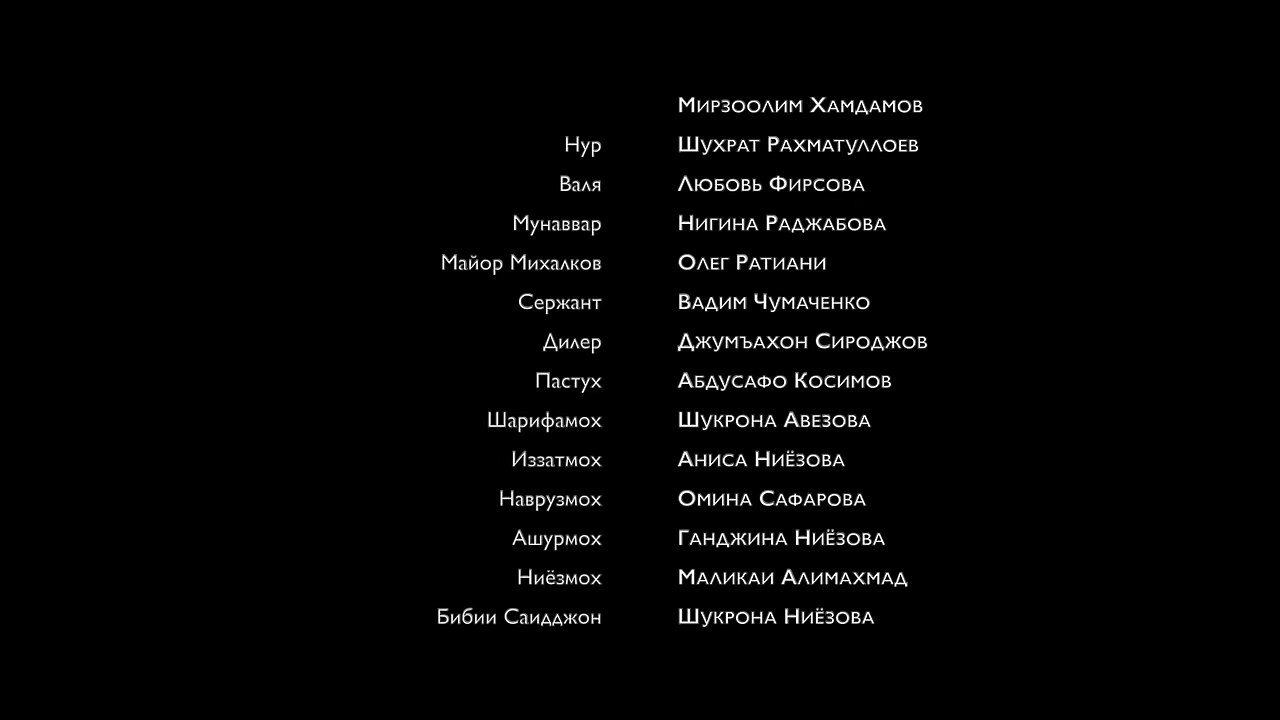 Мирзоолим Хамдамов
Нур Шухрат Рахматуллоев
Валя Любовь Фирсова
Мунаввар Нигина Раджабова
Майор Михалков Олег Ратиани
Сержант Вадим Чумаченко
Дилер Джумъахон Сироджов
Пастух Абдусафо Косимов
Шарифамох Шукрона Авезова
Иззатмох Аниса Ниёзова
Наврузмох Омина Сафарова
Ашурмох Ганджина Ниёзова
Ниёзмох Маликаи Алимахмад
Бибии Саидджон Шукрона Ниёзова